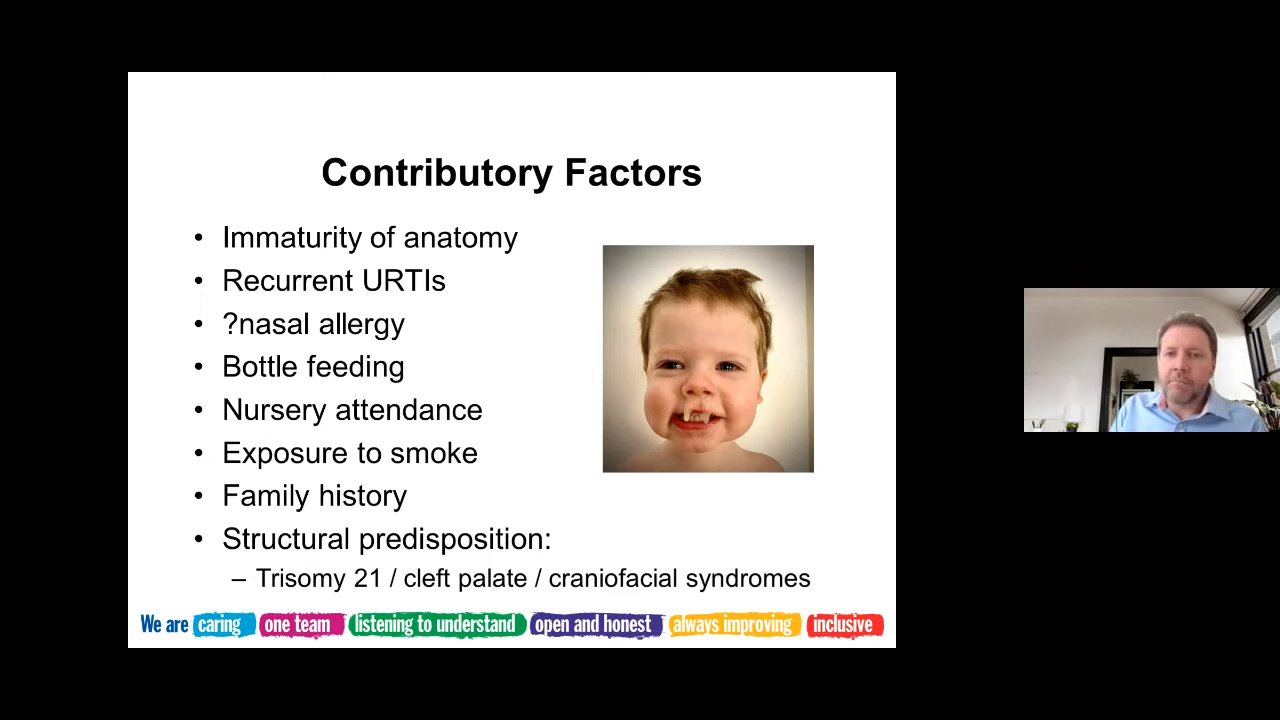 Contributory Factors
• Immaturity of anatomy
• Recurrent URTIs
• ?nasal allergy
• Bottle feeding
• Nursery attendance
• Exposure to smoke
• Family history
• Structural predisposition:
– Trisomy 21 / cleft palate / craniofacial syndromes
We are caring one team listening to understand open and honest always improving inclusive